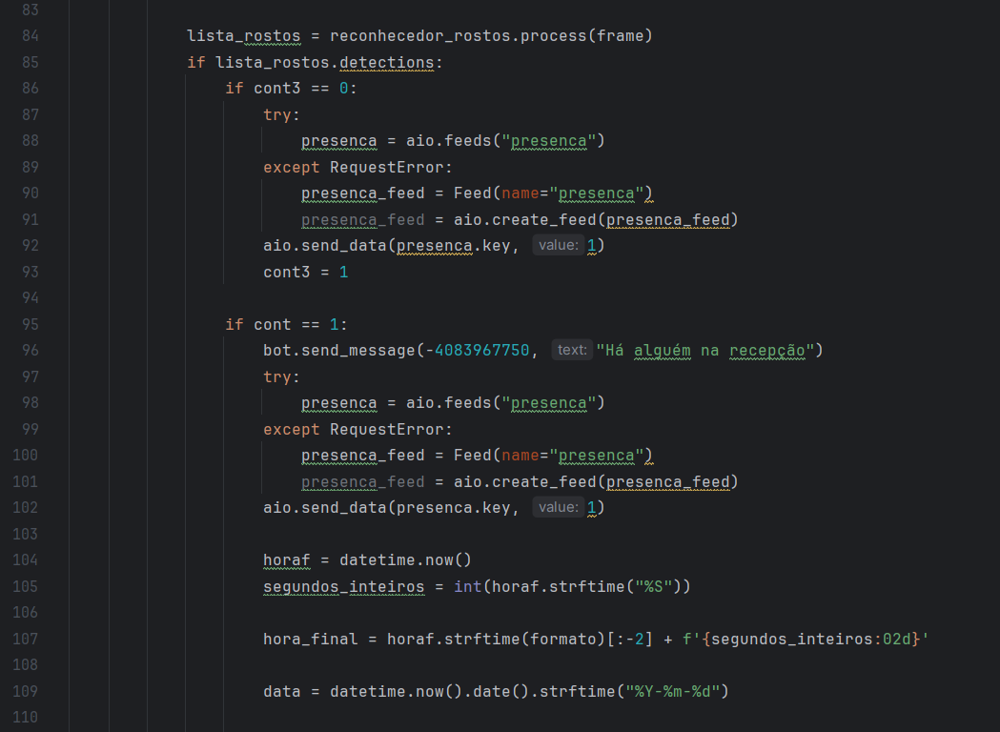 83
84 lista_rostos = reconhecedor_rostos.process(frame)
85 if lista_rostos.detections:
86 if cont3 == 0:
87 try:
88 presenca = aio.feeds("presenca")
89 except RequestError:
90 presenca_feed = Feed(name="presenca")
91 presenca_feed = aio.create_feed(presenca_feed)
92 aio.send_data(presenca.key, value: 1)
93 cont3 = 1
94
95 if cont == 1:
96 bot.send_message(-4083967750, text: "Há alguém na recepção")
97 try:
98 presenca = aio.feeds("presenca")
99 except RequestError:
100 presenca_feed = Feed(name="presenca")
101 presenca_feed = aio.create_feed(presenca_feed)
102 aio.send_data(presenca.key, value: 1)
103
104 horaf = datetime.now()
105 segundos_inteiros = int(horaf.strftime("%S"))
106
107 hora_final = horaf.strftime(formato)[:-2] + f'{segundos_inteiros:02d}'
108
109 data = datetime.now().date().strftime("%Y-%m-%d")
110